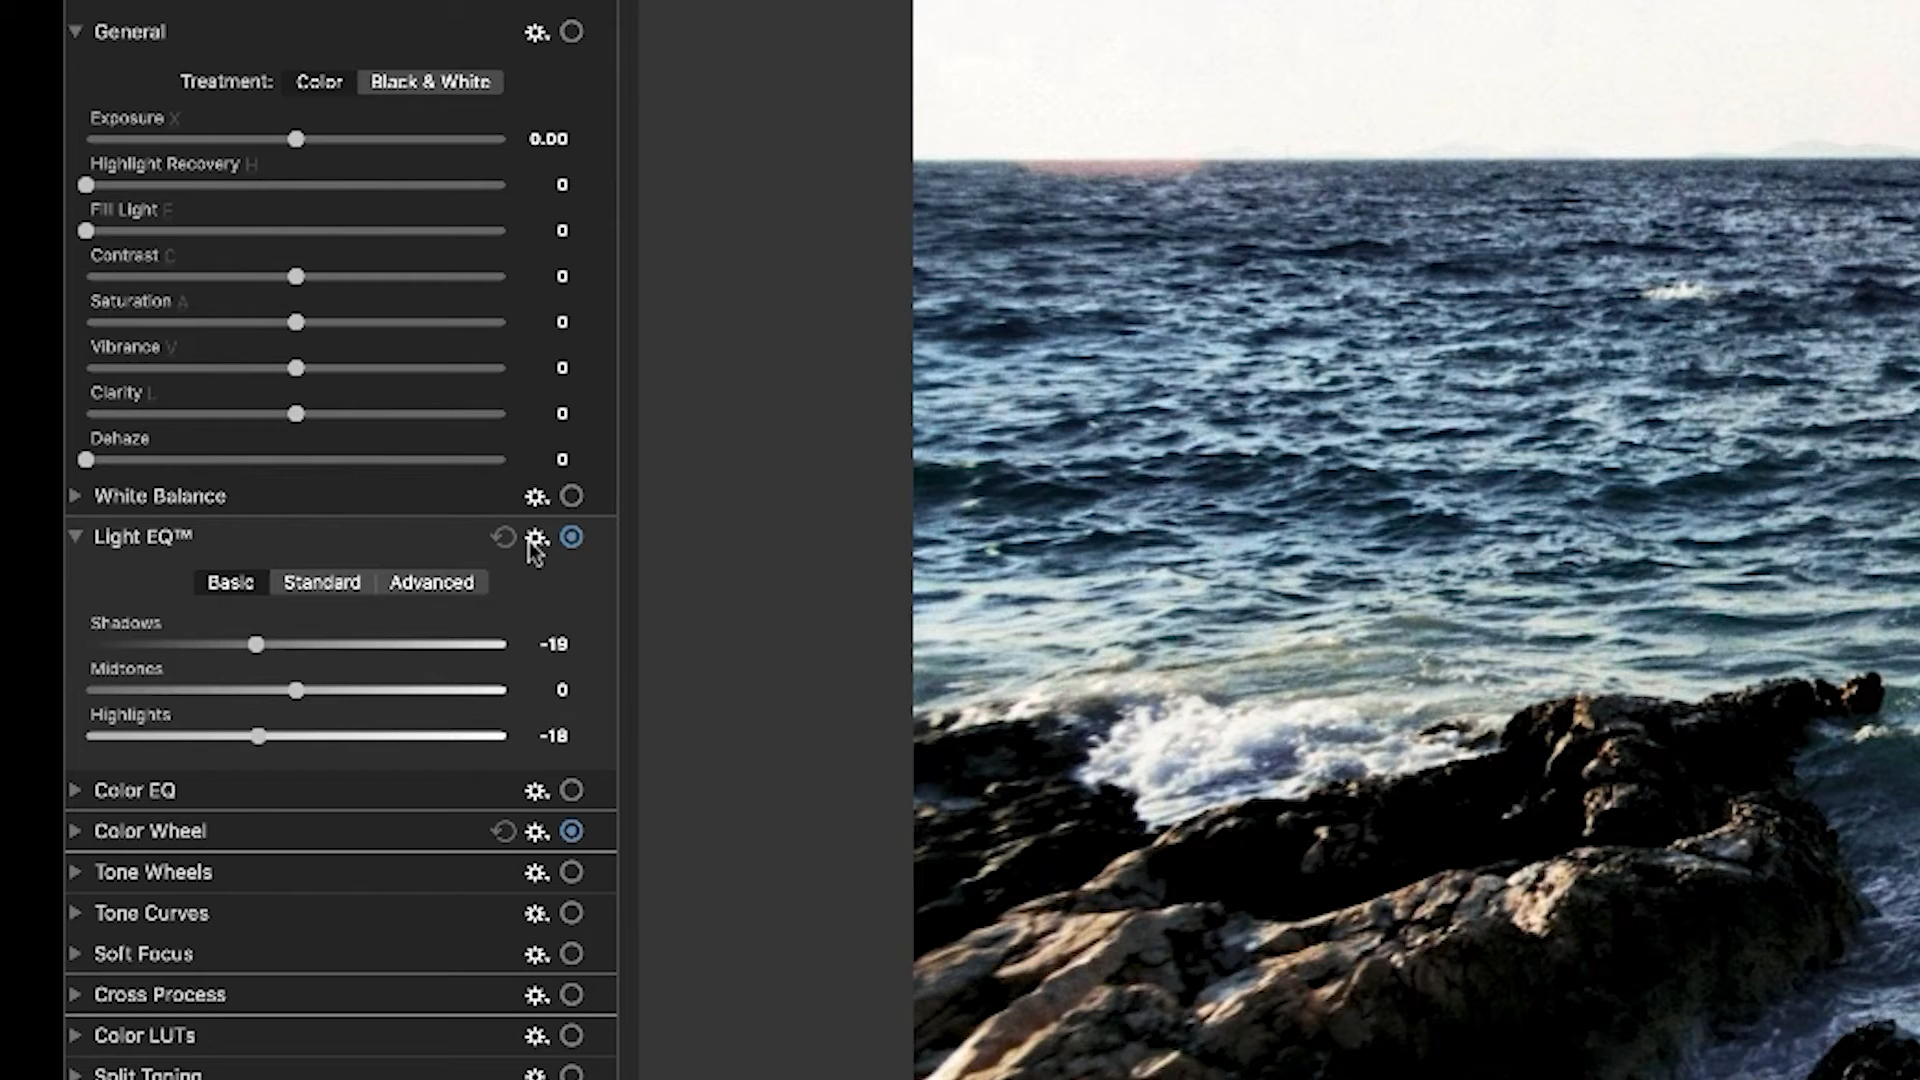 General
Treatment: Color Black & White
Exposure X
0.00
Highlight Recovery H
0
Fill Light F
0
Contrast C
0
Saturation A
0
Vibrance V
0
Clarity L
0
Dehaze
0
White Balance
Light EQ™
Basic Standard Advanced
Shadows
-19
Midtones
0
Highlights
-18
Color EQ
Color Wheel
Tone Wheels
Tone Curves
Soft Focus
Cross Process
Color LUTs
Split Toning